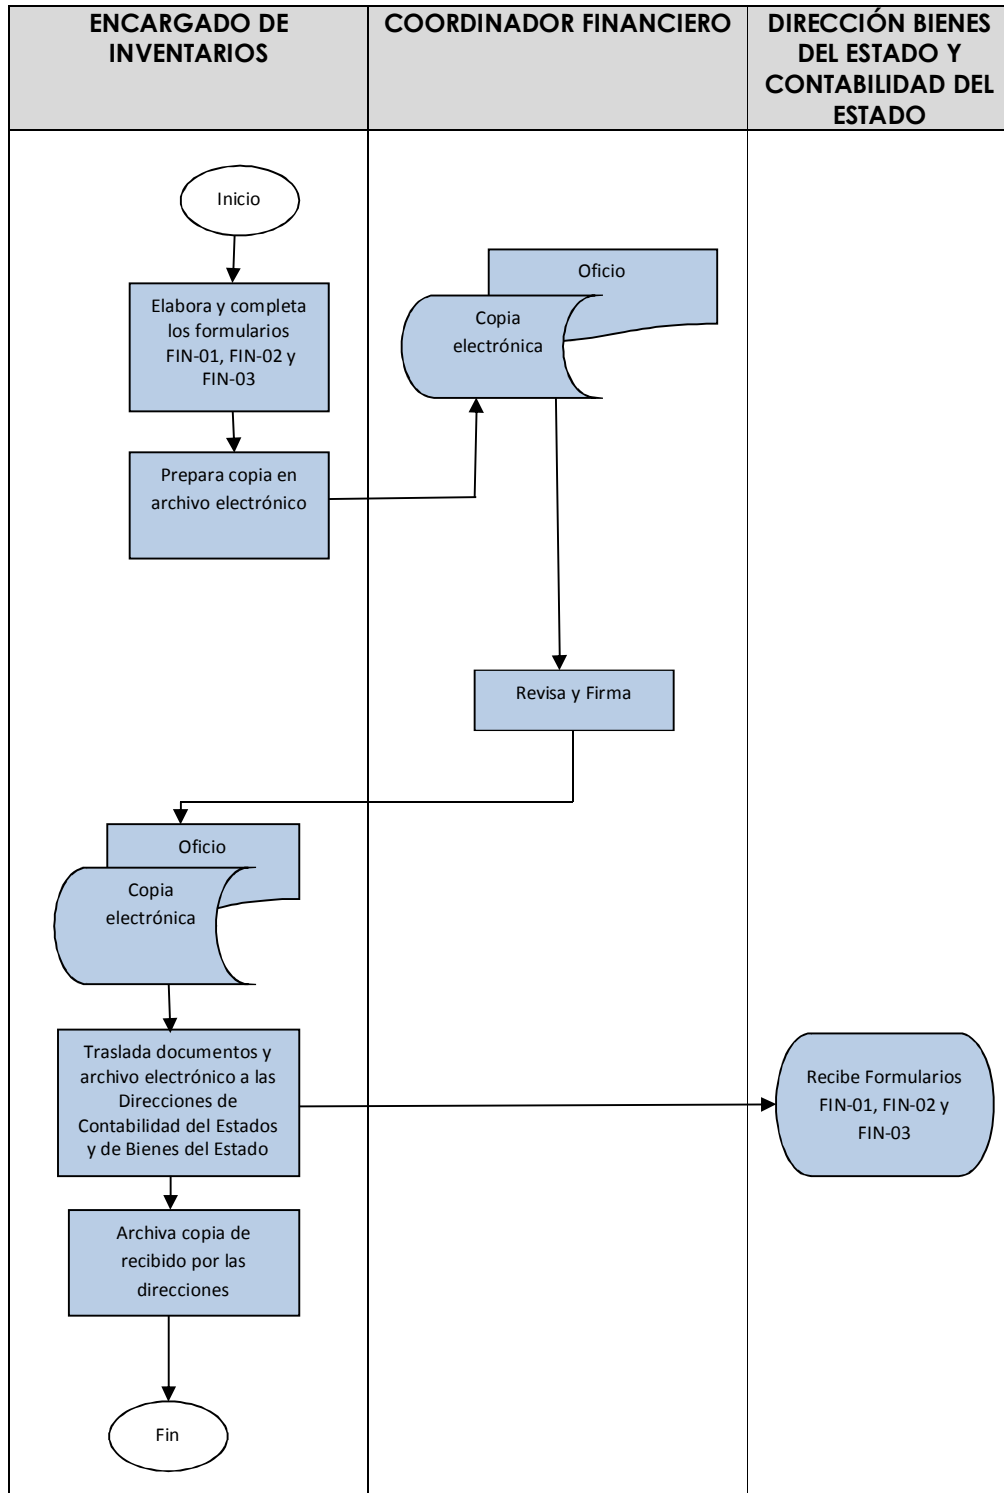 ENCARGADO DE
INVENTARIOS
COORDINADOR FINANCIERO
DIRECCIÓN BIENES
DEL ESTADO Y
CONTABILIDAD DEL
ESTADO
Inicio
Elabora y completa
los formularios
FIN-01, FIN-02 y
FIN-03
Prepara copia en
archivo electrónico
Oficio
Copia
electrónica
Revisa y Firma
Oficio
Copia
electrónica
Traslada documentos y
archivo electrónico a las
Direcciones de
Contabilidad del Estados
y de Bienes del Estado
Recibe Formularios
FIN-01, FIN-02 y
FIN-03
Archiva copia de
recibido por las
direcciones
Fin